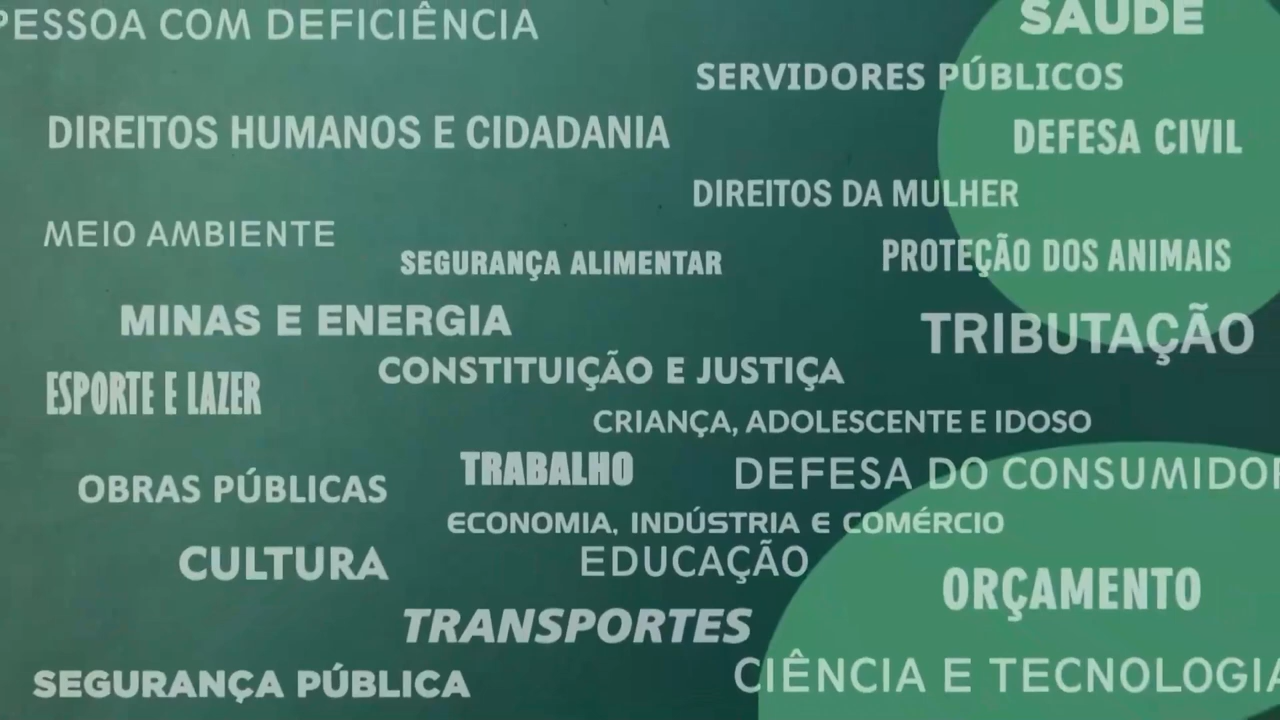 PESSOA COM DEFICIÊNCIA
SAÚDE
SERVIDORES PÚBLICOS
DIREITOS HUMANOS E CIDADANIA
DEFESA CIVIL
DIREITOS DA MULHER
MEIO AMBIENTE
SEGURANÇA ALIMENTAR
PROTEÇÃO DOS ANIMAIS
MINAS E ENERGIA
TRIBUTAÇÃO
CONSTITUIÇÃO E JUSTIÇA
ESPORTE E LAZER
CRIANÇA, ADOLESCENTE E IDOSO
TRABALHO
DEFESA DO CONSUMIDOR
OBRAS PÚBLICAS
ECONOMIA, INDÚSTRIA E COMÉRCIO
CULTURA
EDUCAÇÃO
ORÇAMENTO
TRANSPORTES
CIÊNCIA E TECNOLOGIA
SEGURANÇA PÚBLICA